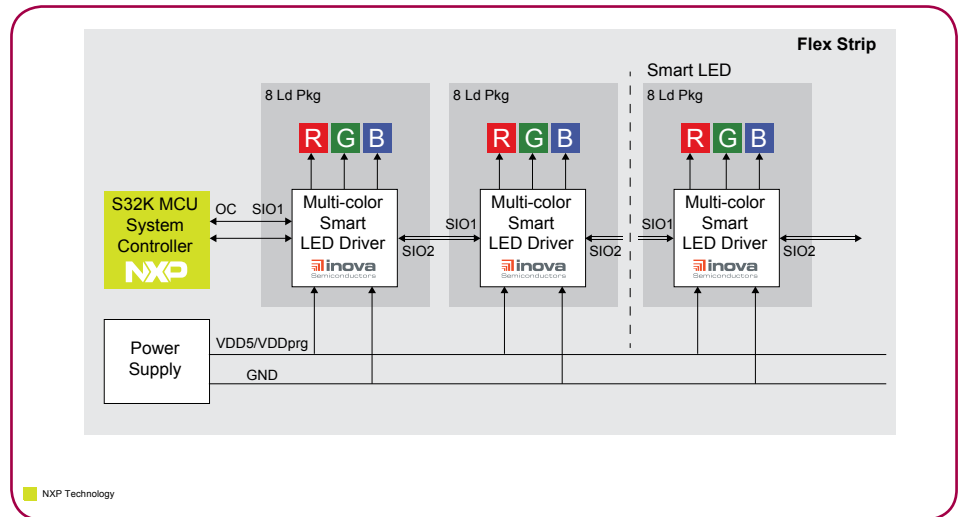 Flex Strip
Smart LED
8 Ld Pkg
8 Ld Pkg
8 Ld Pkg
R G B
R G B
R G B
S32K MCU
System
Controller
NXP
OC
SIO1
Multi-color
Smart
LED Driver
inova
Semiconductors
SIO2
SIO1
Multi-color
Smart
LED Driver
inova
Semiconductors
SIO2
SIO1
Multi-color
Smart
LED Driver
inova
Semiconductors
SIO2
Power
Supply
VDD5/VDDprg
GND
NXP Technology